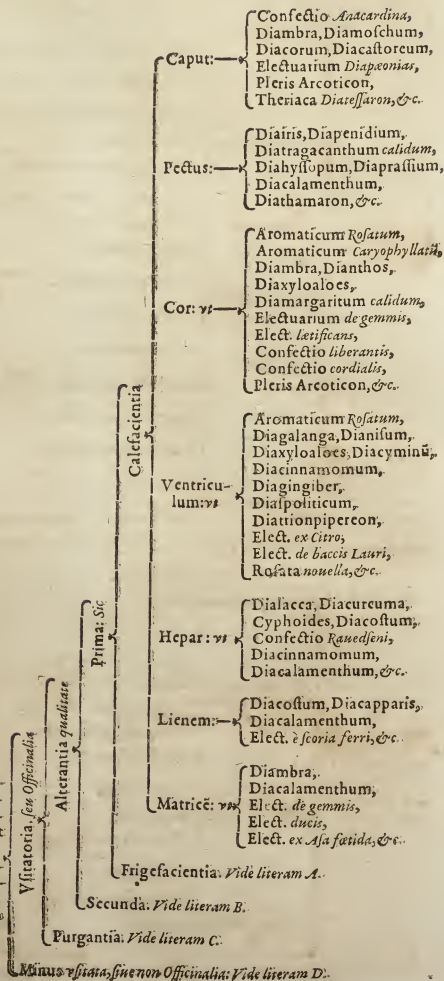 Confectio Anacardina,
Diambra, Diamoſchum,
Diacorum, Diacaſtoreum,
Caput:
Electuarium Diapæonias,
Pleris Arcoticon,
Theriaca Diateſſaron, &c.
Diairis, Diapenidium,
Diatragacanthum calidum,
Pectus:
Diahyſſopum, Diapraſſium,
Diacalamenthum,
Diathamaron, &c.
Aromaticum Roſatum,
Aromaticum Caryophyllatũ,
Diambra, Dianthos,
Diaxyloaloes,
Cor: vt
Diamargaritum calidum,
Electuarium de gemmis,
Elect. lætificans,
Confectio liberantis,
Confectio cordialis,
Pleris Arcoticon, &c.
Calefacientia
Aromaticum Roſatum,
Diagalanga, Dianiſum,
Diaxyloaloes, Diacyminũ,
Diacinnamomum,
Ventricu-
lum: vt
Diagingiber,
Diaſpoliticum,
Diattionpipereon,
Elect. ex Citro,
Elect. de baccis Lauri,
Roſata nouella, &c.
Prima: Sic
Dialacca, Diacurcuma,
Cyphoides, Diacoſtum,
Hepar: vt
Confectio Rauedſeni,
Diacinnamomum,
Diacalamenthum, &c.
Alterantia qualitate
Diacoſtum, Diacapparis,
Lienem:
Diacalamenthum,
Elect. è ſcoria ferri, &c.
Vſitatoria, ſeu Officinalia
Diambra,
Diacalamenthum,
Matricẽ: vt
Elect. de gemmis,
Elect. ducis,
Elect. ex Aſa fœtida, &c.
Frigefacientia: Vide literam A.
Secunda: Vide literam B.
Purgantia: Vide literam C.
Minus vſitata, ſiue non Officinalia: Vide literam D.